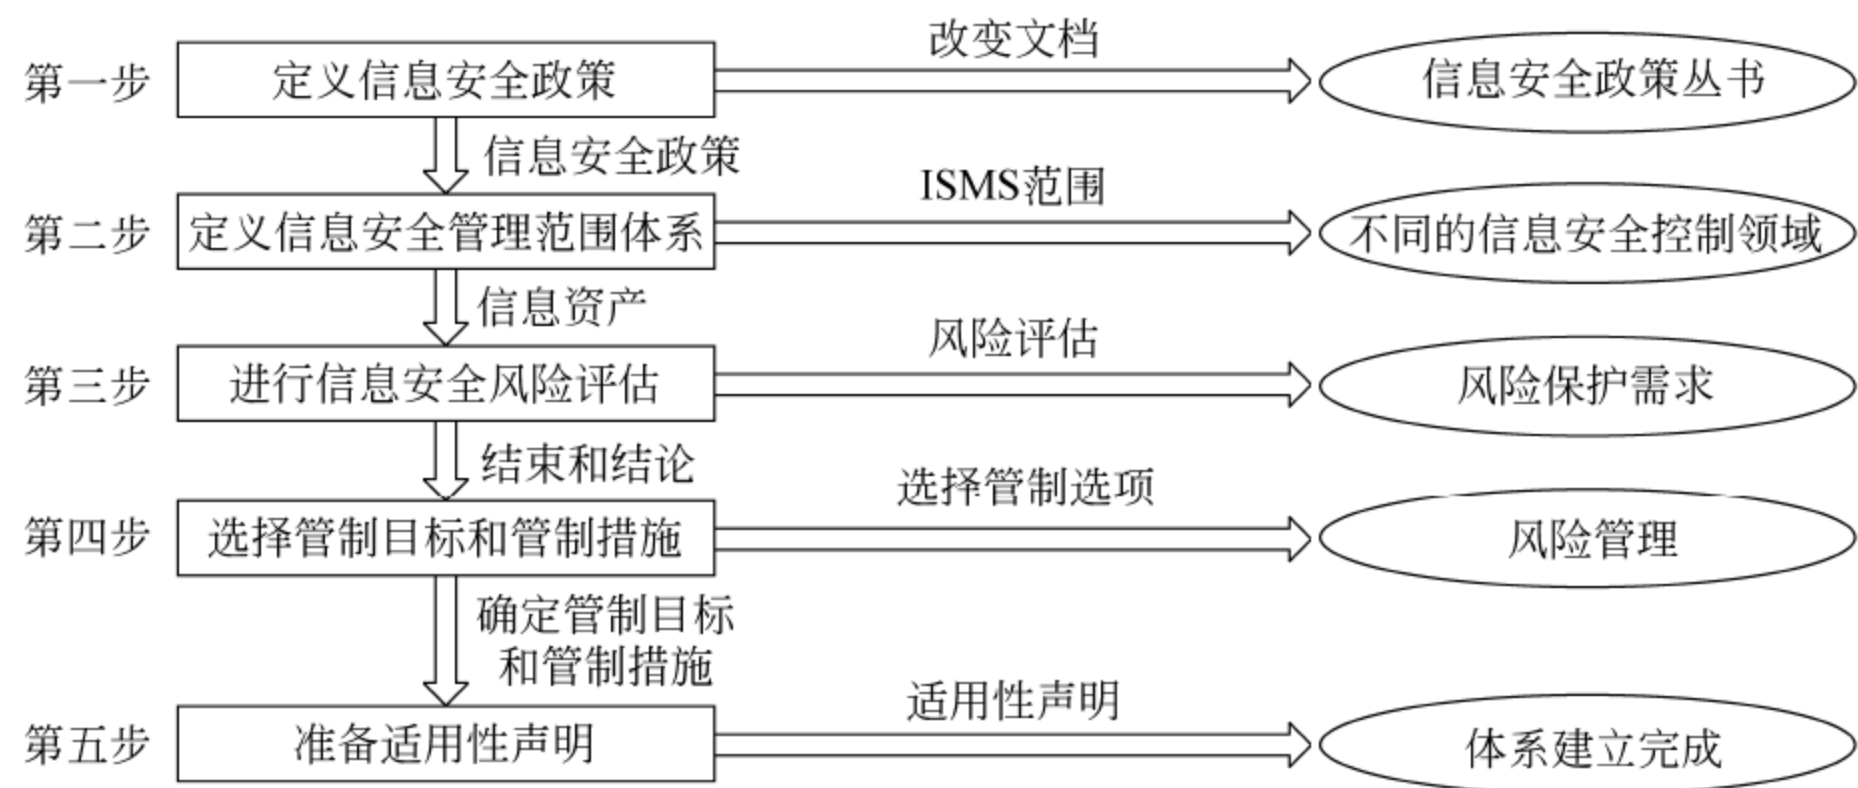 改变文档
第一步 定义信息安全政策 信息安全政策丛书
信息安全政策
ISMS范围
第二步 定义信息安全管理范围体系 不同的信息安全控制领域
信息资产
风险评估
第三步 进行信息安全风险评估 风险保护需求
结束和结论
选择管制选项
第四步 选择管制目标和管制措施 风险管理
确定管制目标
和管制措施
适用性声明
第五步 准备适用性声明 体系建立完成